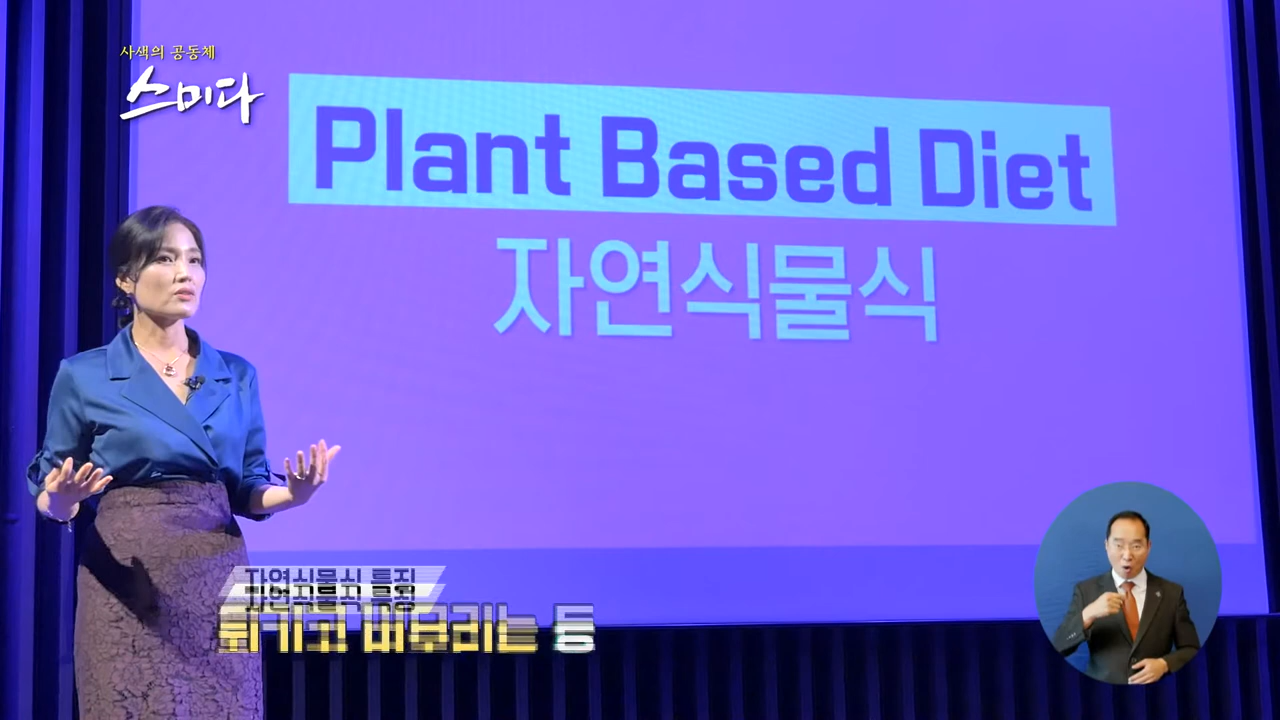 사색의 공동체
스미다
Plant Based Diet
자연식물식
자연식물식 특징
튀기고 버무리는 등